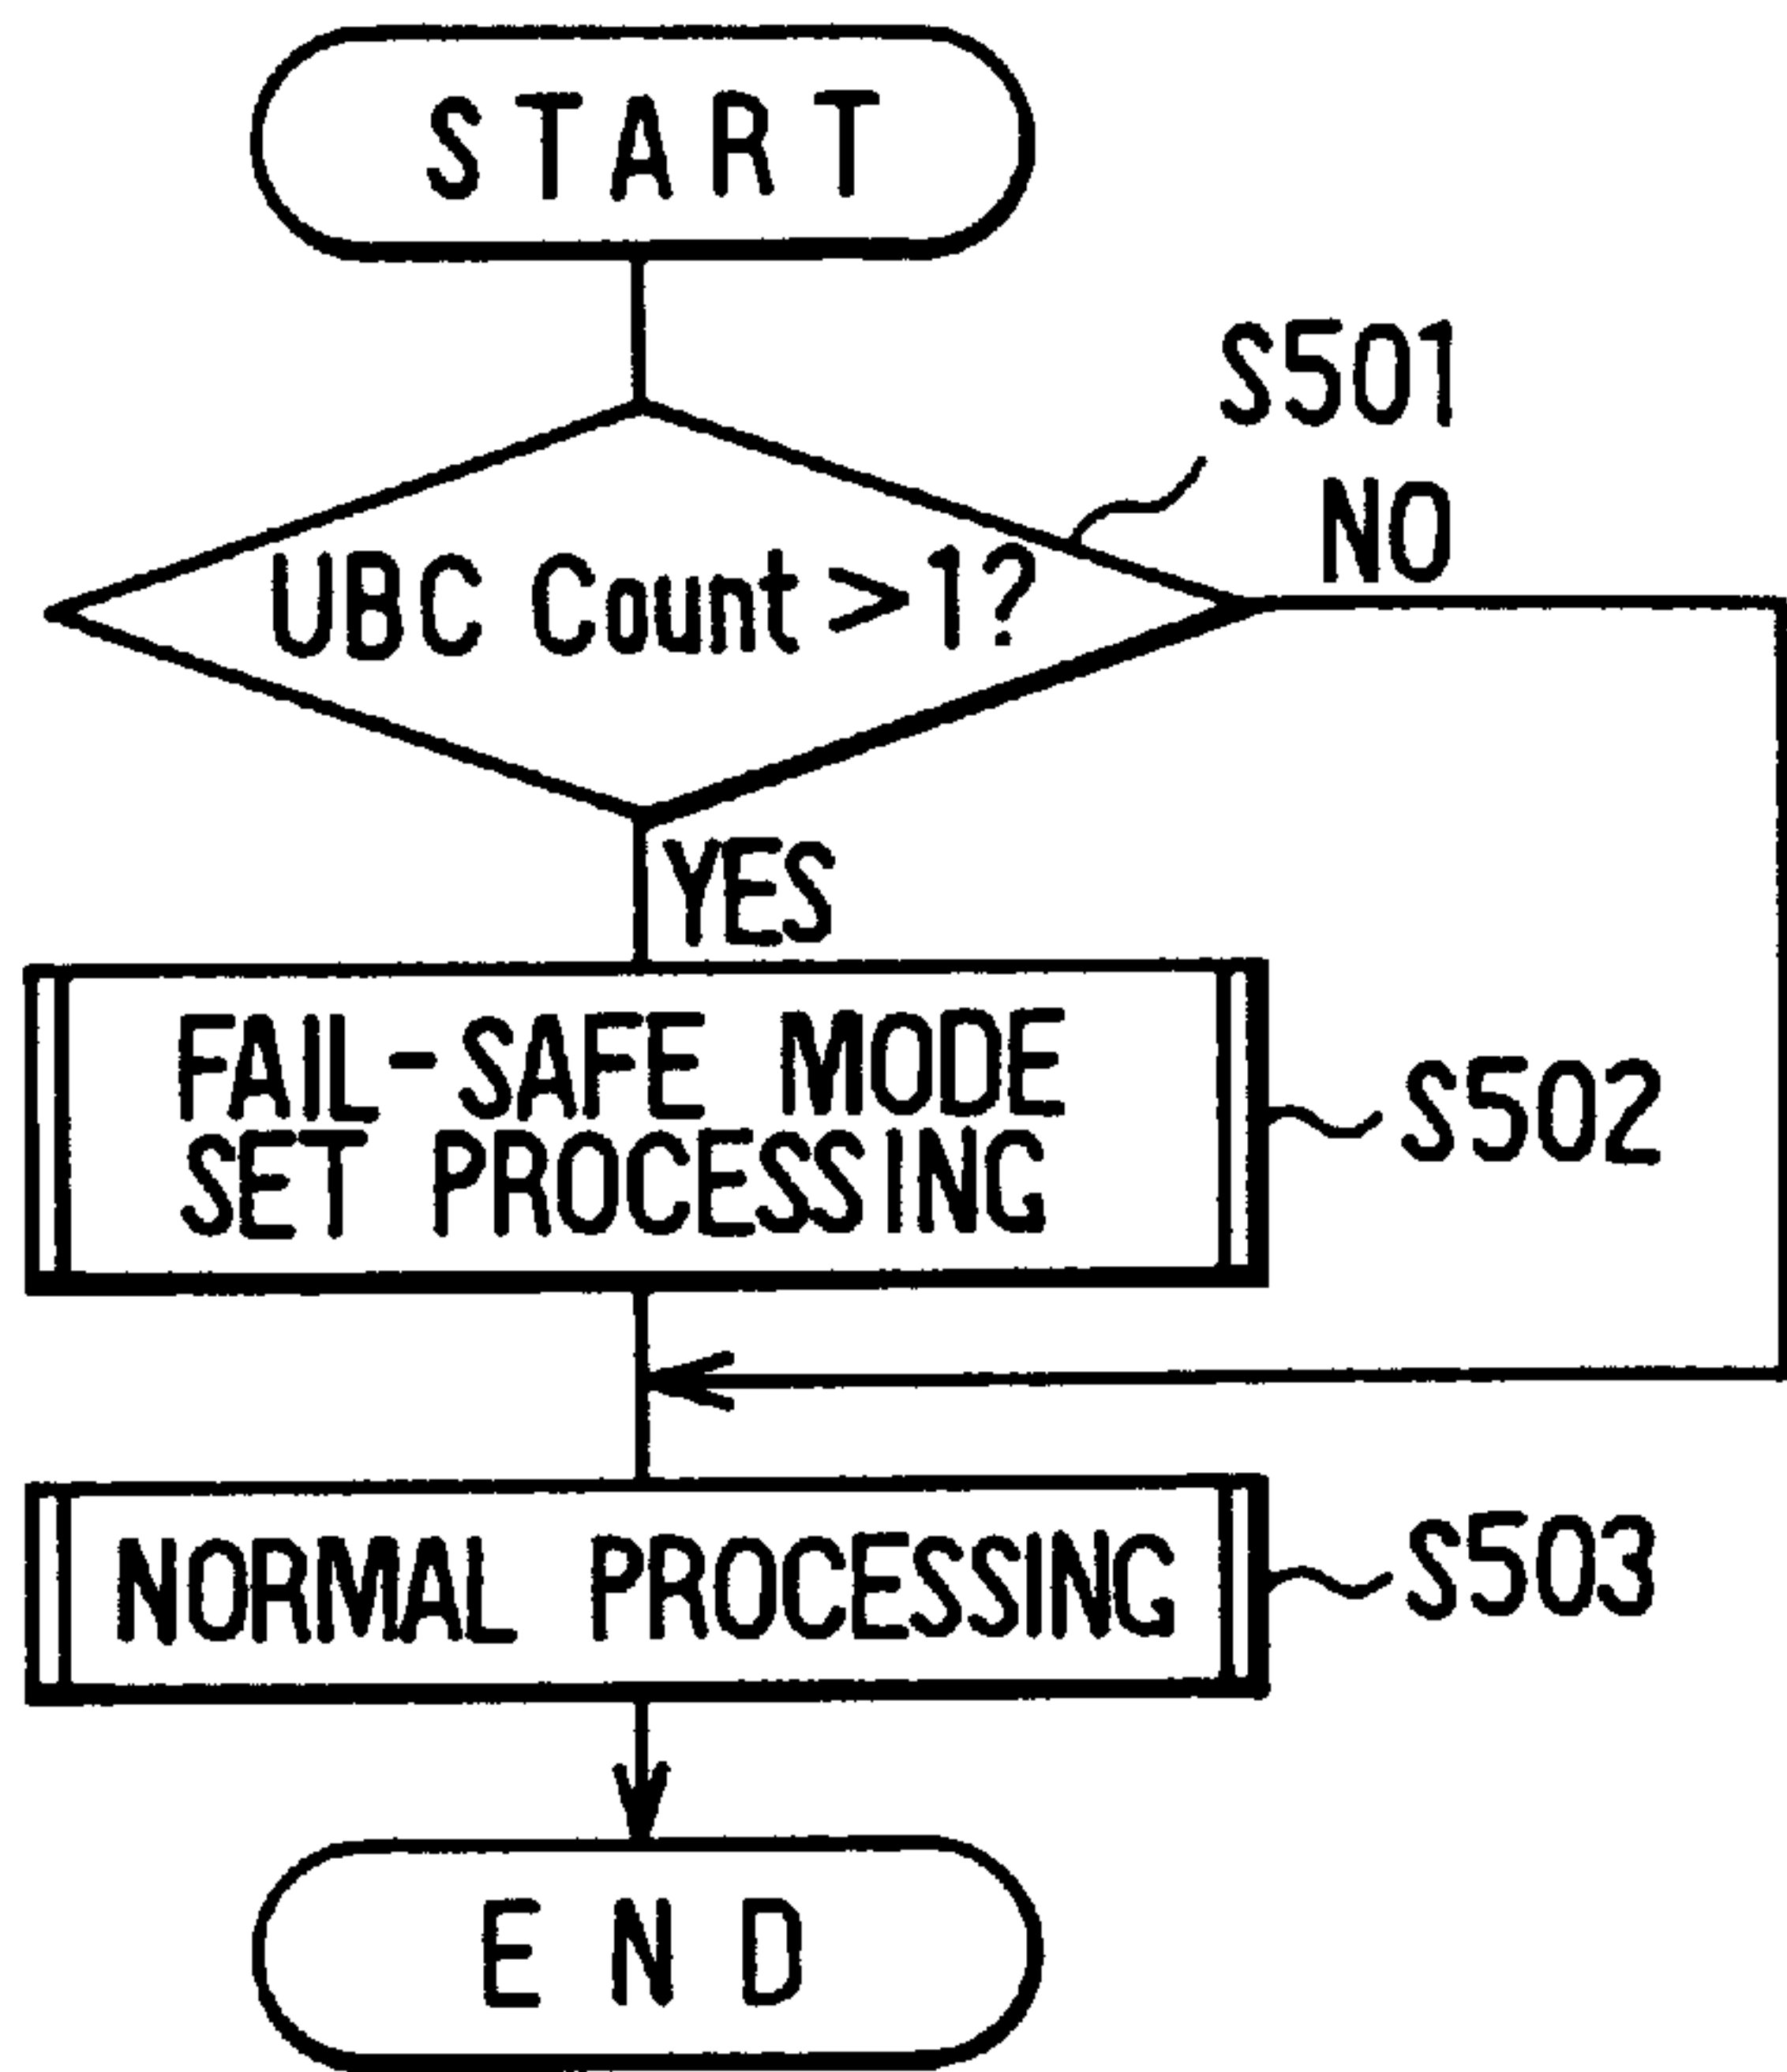 START
S501
NO
UBC Count>1?
YES
FAIL-SAFE MODE
SET PROCESSING
S502
NORMAL PROCESSING
S503
END